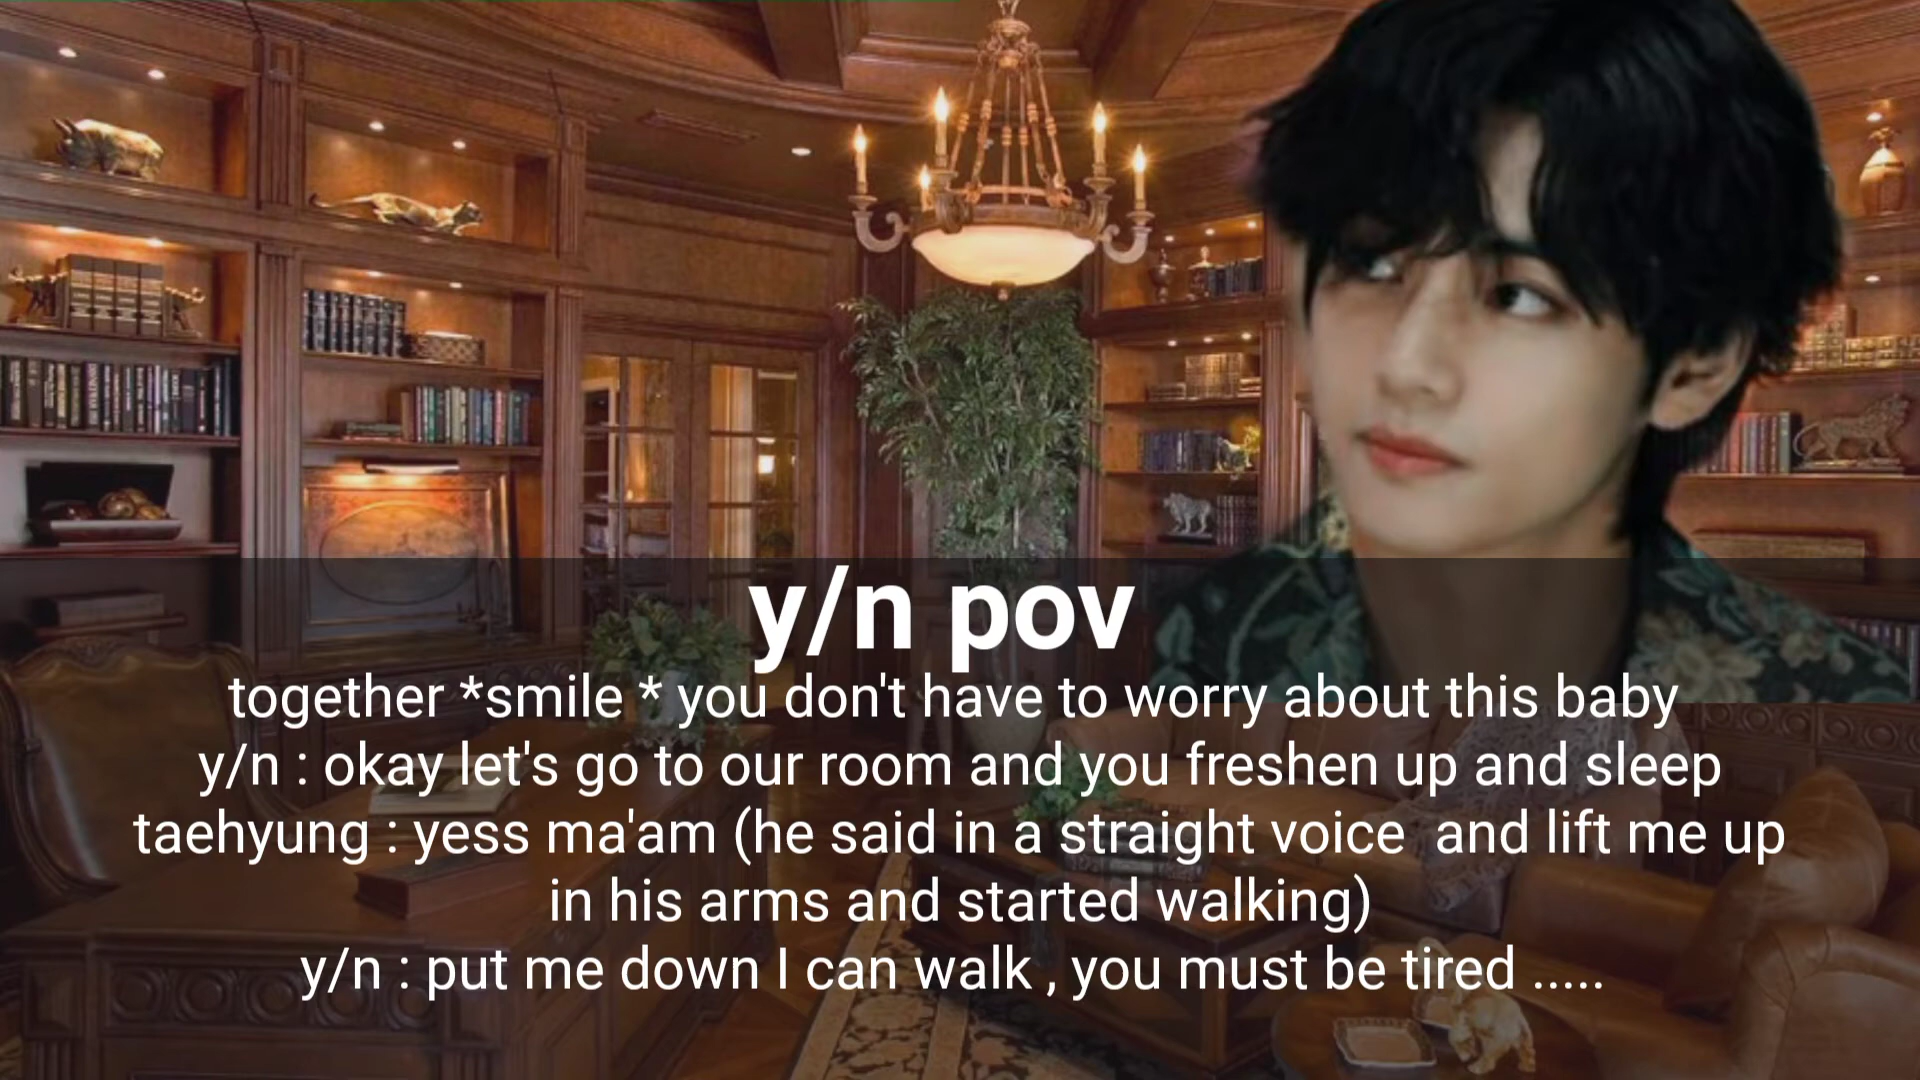 y/n pov
together *smile * you don't have to worry about this baby
y/n : okay let's go to our room and you freshen up and sleep
taehyung : yess ma'am (he said in a straight voice  and lift me up
in his arms and started walking)
y/n : put me down I can walk , you must be tired .....